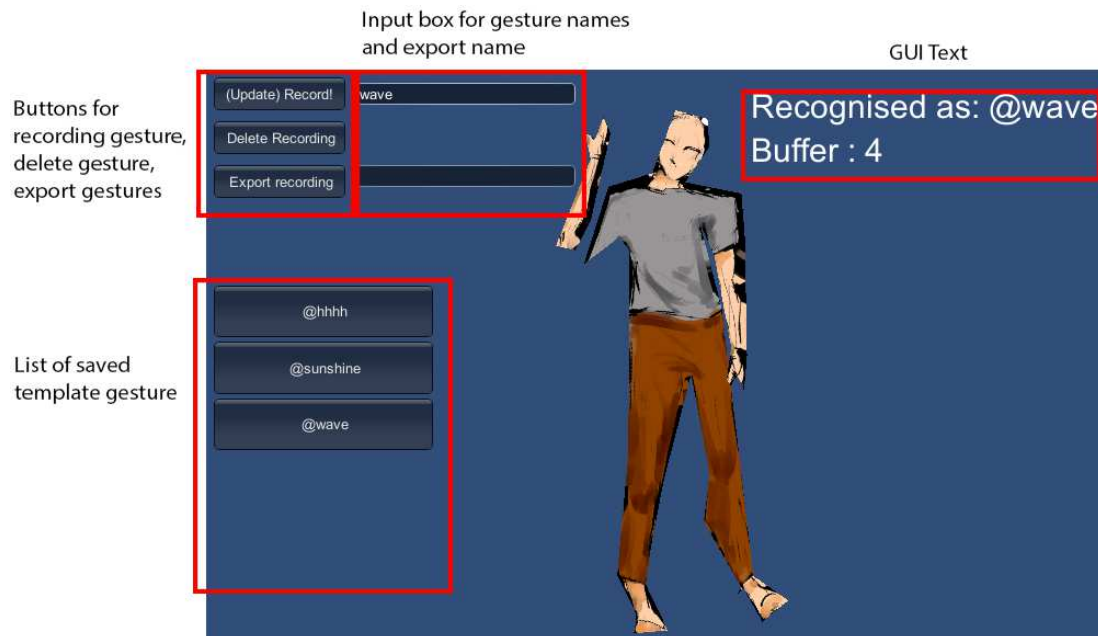 Input box for gesture names
and export name
GUI Text
Buttons for
recording gesture,
delete gesture,
export gestures
(Update) Record!
wave
Delete Recording
Export recording
Recognised as: @wave
Buffer : 4
List of saved
template gesture
@hhhh
@sunshine
@wave